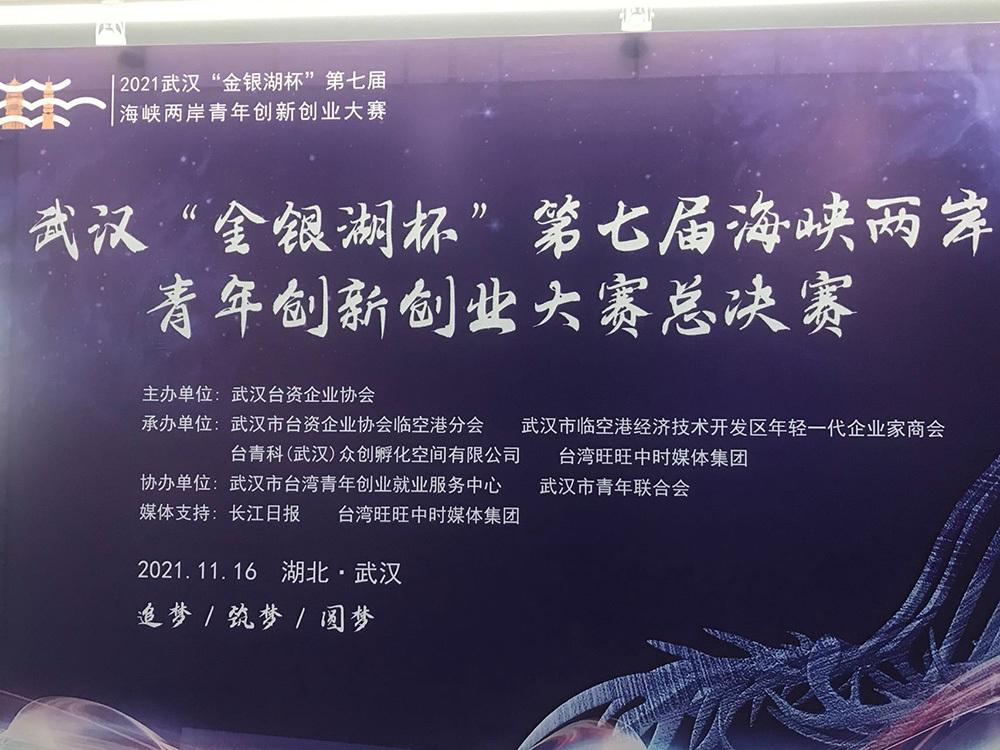 2021武汉“金银湖杯”第七届
海峡两岸青年创新创业大赛
武汉“金银湖杯”第七届海峡两岸
青年创新创业大赛总决赛
主办单位: 武汉台资企业协会
承办单位: 武汉市台资企业协会临空港分会 武汉市临空港经济技术开发区年轻一代企业家商会
台青科(武汉)众创孵化空间有限公司 台湾旺旺中时媒体集团
协办单位: 武汉市台湾青年创业就业服务中心 武汉市青年联合会
媒体支持: 长江日报 台湾旺旺中时媒体集团
2021.11.16 湖北·武汉
追梦 / 筑梦 / 圆梦